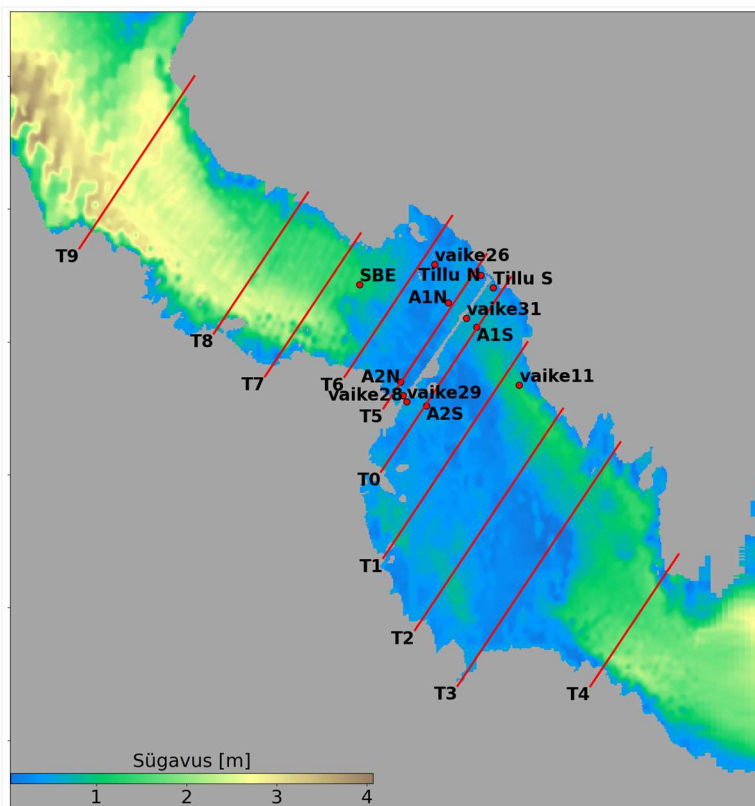 vaike26
T9
SBE
Tillu N
Tillu S
A1N
vaike31
A1S
T8
A2N
vaike11
T7
T6
vaike28
vaike29
T5
A2S
T0
T1
T2
T3
T4
Sügavus [m]
1 2 3 4